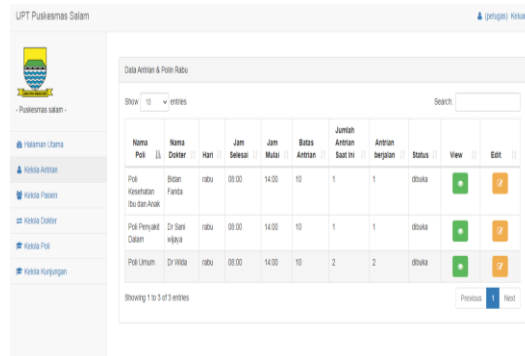 UPT Puskesmas Salam
(petugas) Keluar
- Puskesmas salam -
Halaman Utama
Kelola Antrian
Kelola Pasien
Kelola Dokter
Kelola Poli
Kelola Kunjungan
Data Antrian & Polin Rabu
Show 10 entries Search:
Nama Poli Nama Dokter Hari Jam Selesai Jam Mulai Batas Antrian Jumlah Antrian Saat Ini Antrian berjalan Status View Edit
Poli Kesehatan Ibu dan Anak Bidan Farida rabu 08:00 14:00 10 1 1 dibuka
Poli Penyakit Dalam Dr Sani wijaya rabu 08:00 14:00 10 1 1 dibuka
Poli Umum Dr Wida rabu 08:00 14:00 10 2 2 dibuka
Showing 1 to 3 of 3 entries
Previous 1 Next